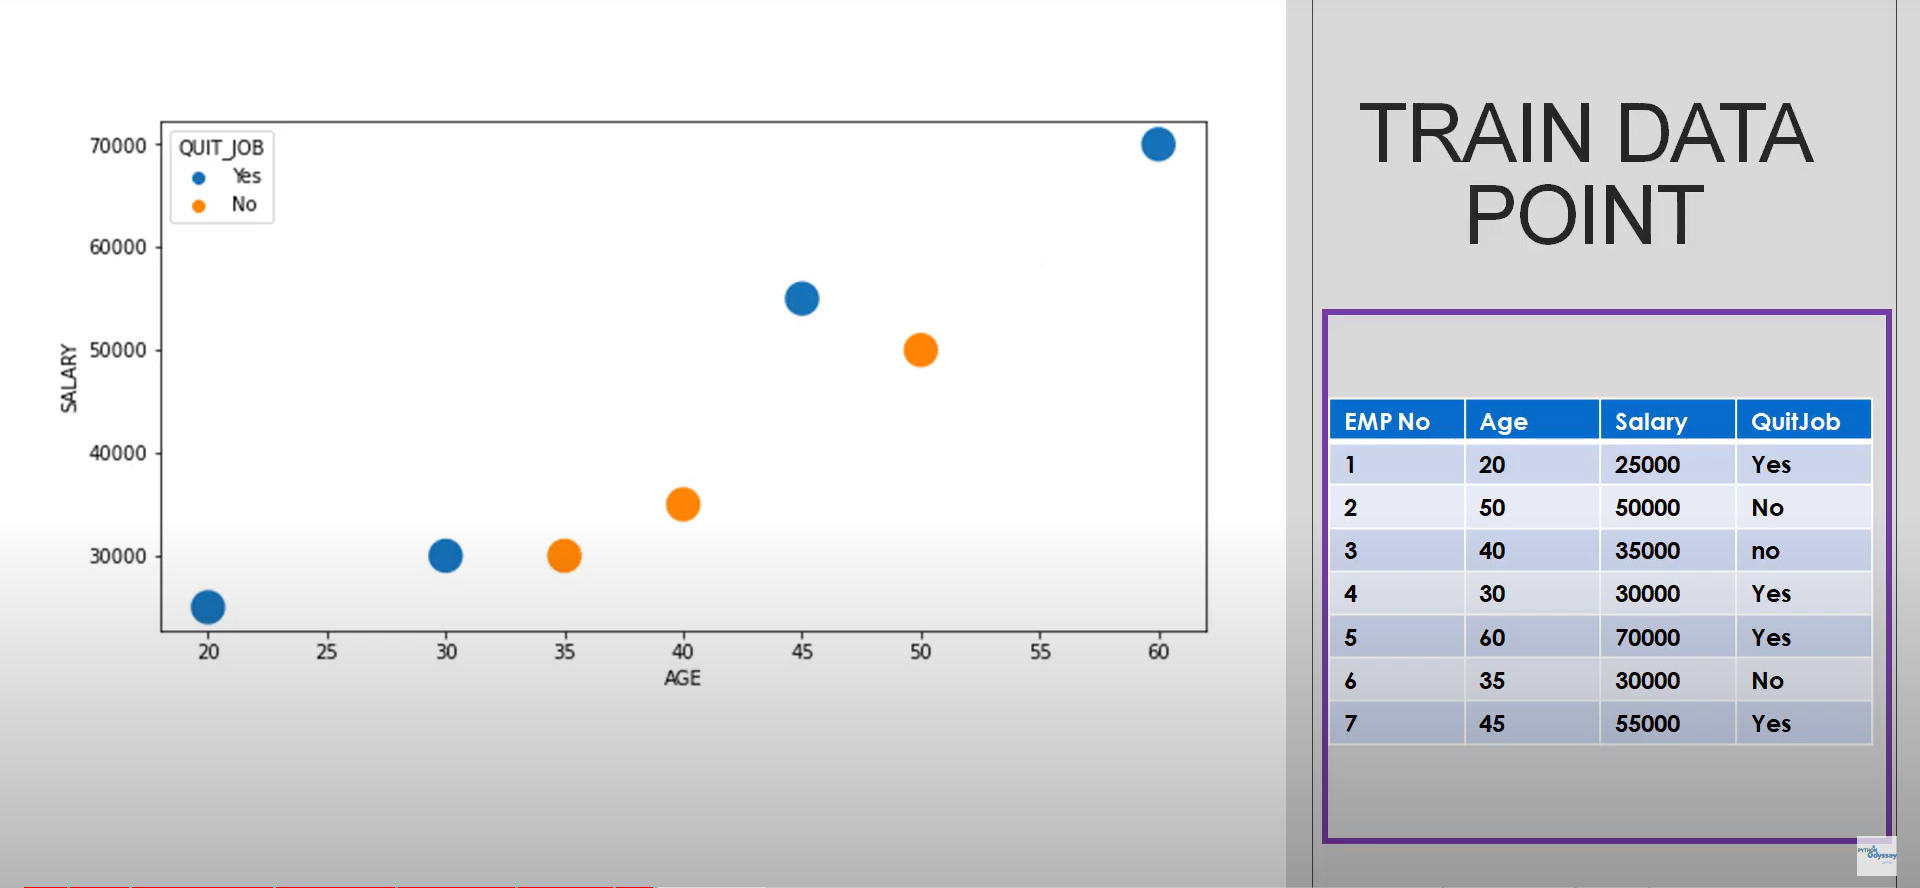 70000
60000
50000
40000
30000
SALARY
QUIT_JOB
Yes
No
20 25 30 35 40 45 50 55 60
AGE
TRAIN DATA
POINT
EMP No Age Salary QuitJob
1 20 25000 Yes
2 50 50000 No
3 40 35000 no
4 30 30000 Yes
5 60 70000 Yes
6 35 30000 No
7 45 55000 Yes
PYTHON
Odyssey